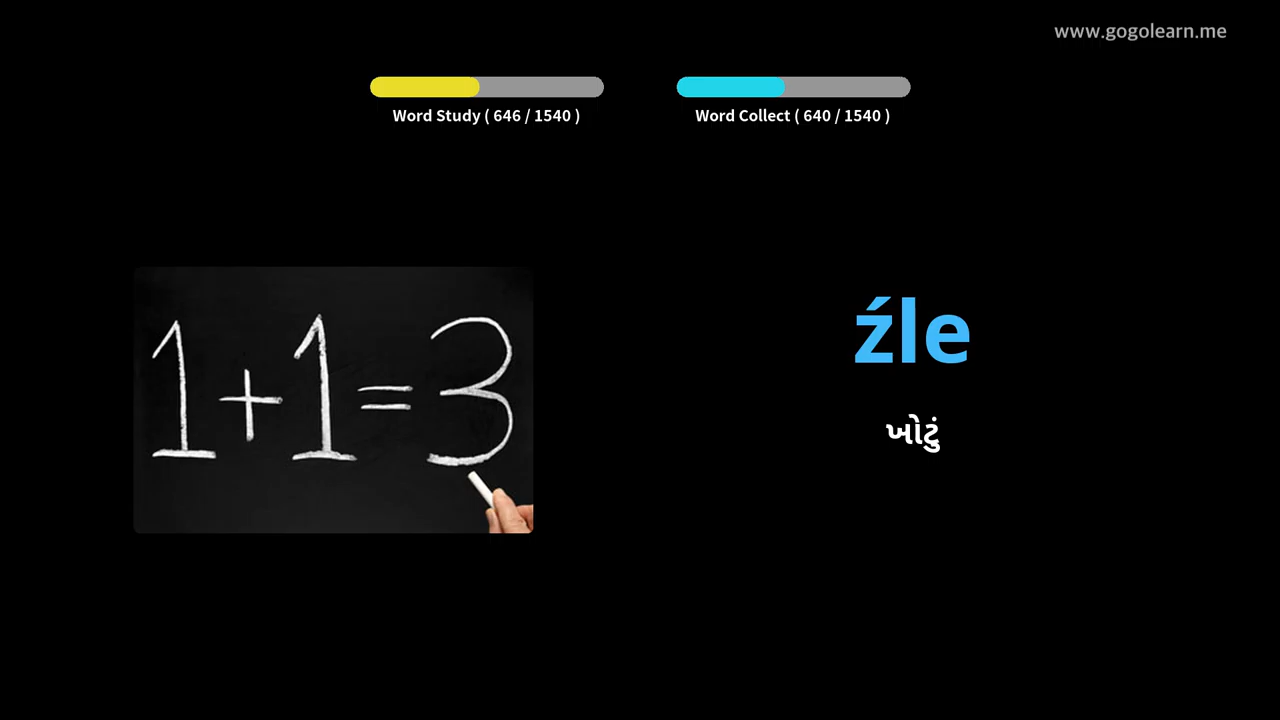 www.gogolearn.me
Word Study ( 646 / 1540 )
Word Collect ( 640 / 1540 )
1+1=3
źle
ખોટું